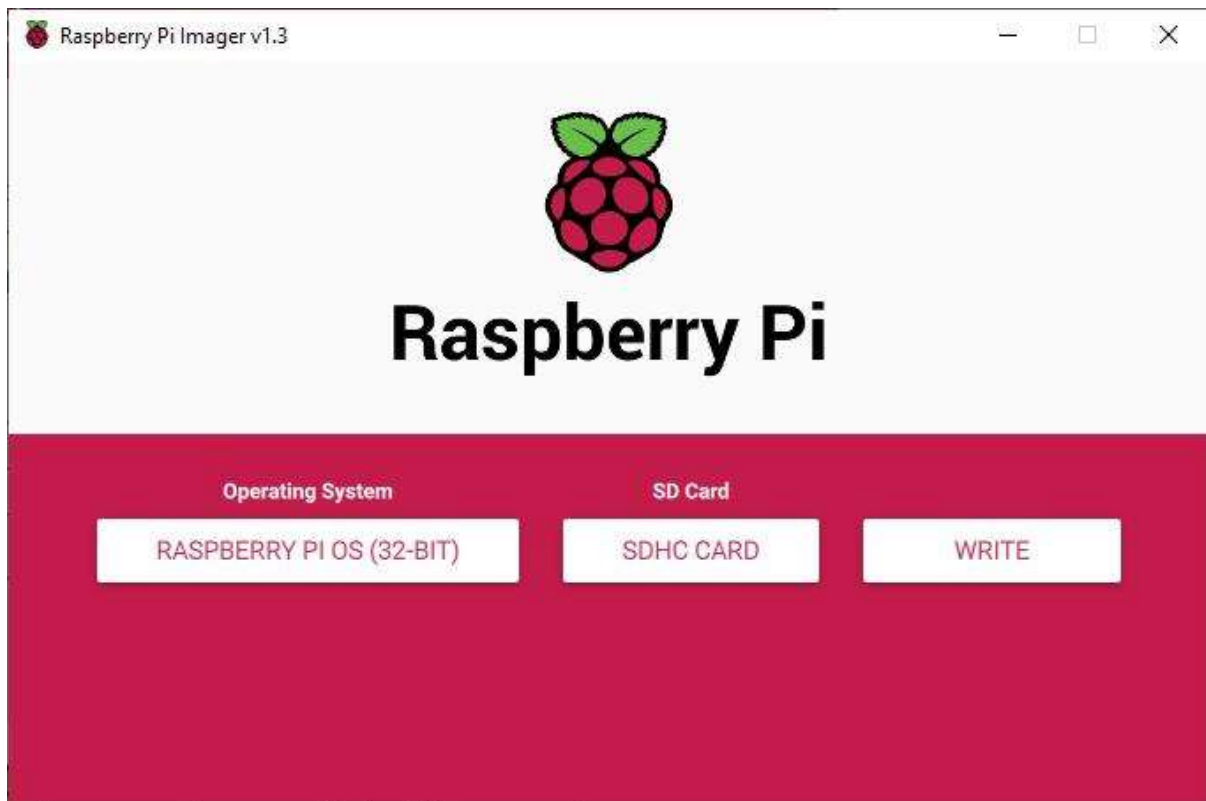 Raspberry Pi Imager v1.3
Raspberry Pi
Operating System
SD Card
RASPBERRY PI OS (32-BIT)
SDHC CARD
WRITE